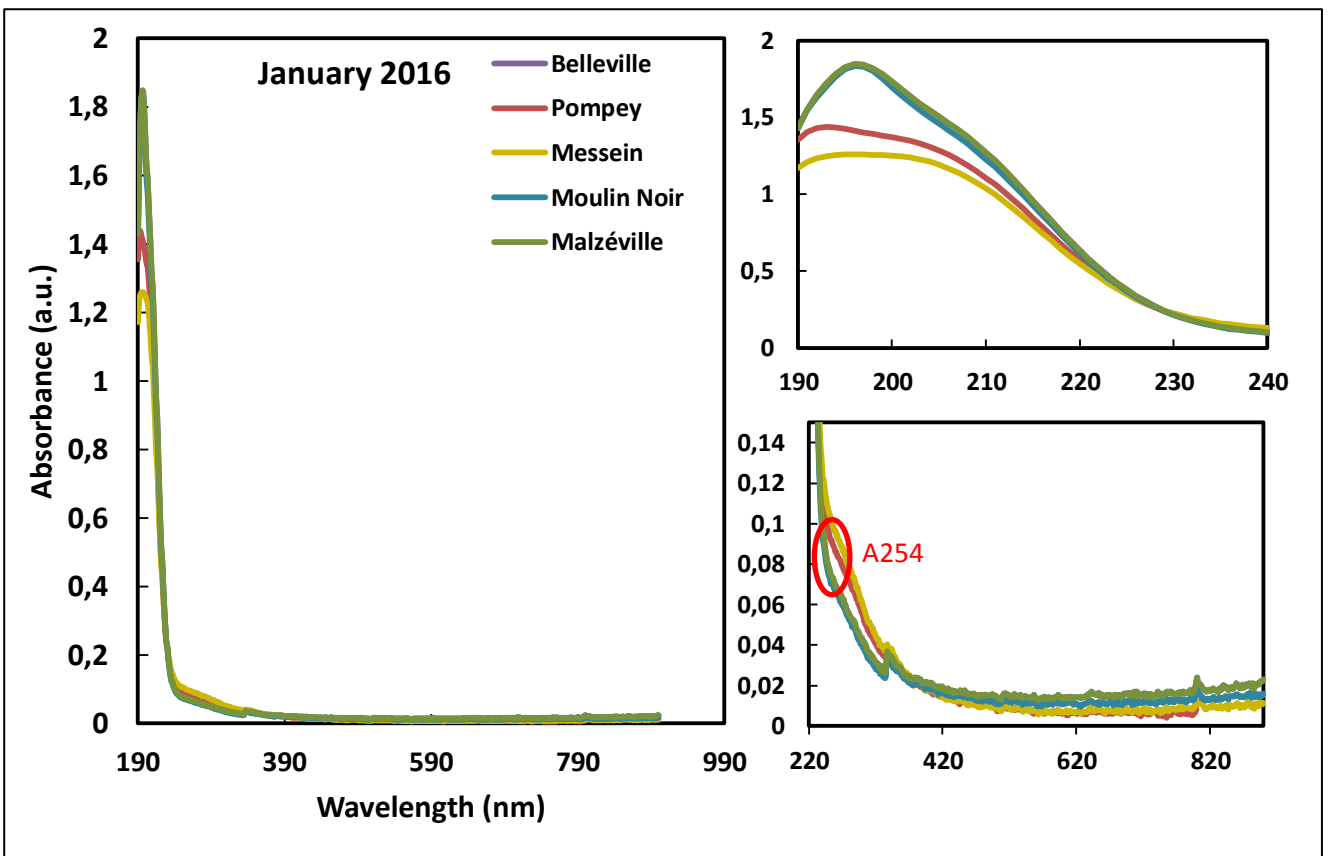 January 2016
Belleville
Pompey
Messein
Moulin Noir
Malzéville
Absorbance (a.u.)
2
1,8
1,6
1,4
1,2
1
0,8
0,6
0,4
0,2
0
190 390 590 790 990
Wavelength (nm)
2
1,5
1
0,5
0
190 200 210 220 230 240
0,14
0,12
0,1
0,08
0,06
0,04
0,02
0
A254
220 420 620 820